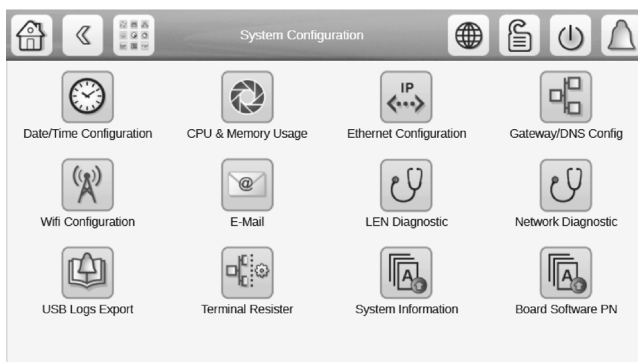 System Configuration
IP
Date/Time Configuration CPU & Memory Usage Ethernet Configuration Gateway/DNS Config
@
Wifi Configuration E-Mail LEN Diagnostic Network Diagnostic
A A
USB Logs Export Terminal Resister System Information Board Software PN